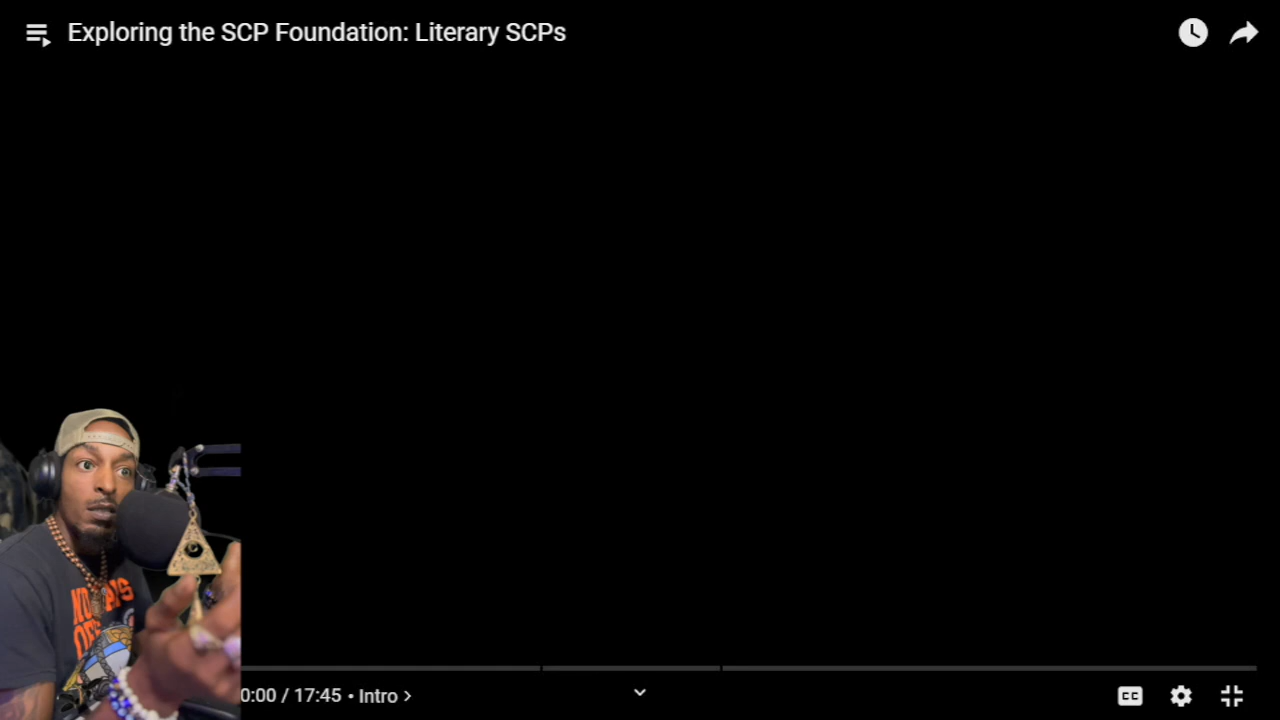 Exploring the SCP Foundation: Literary SCPs
0:00 / 17:45 • Intro >
CC